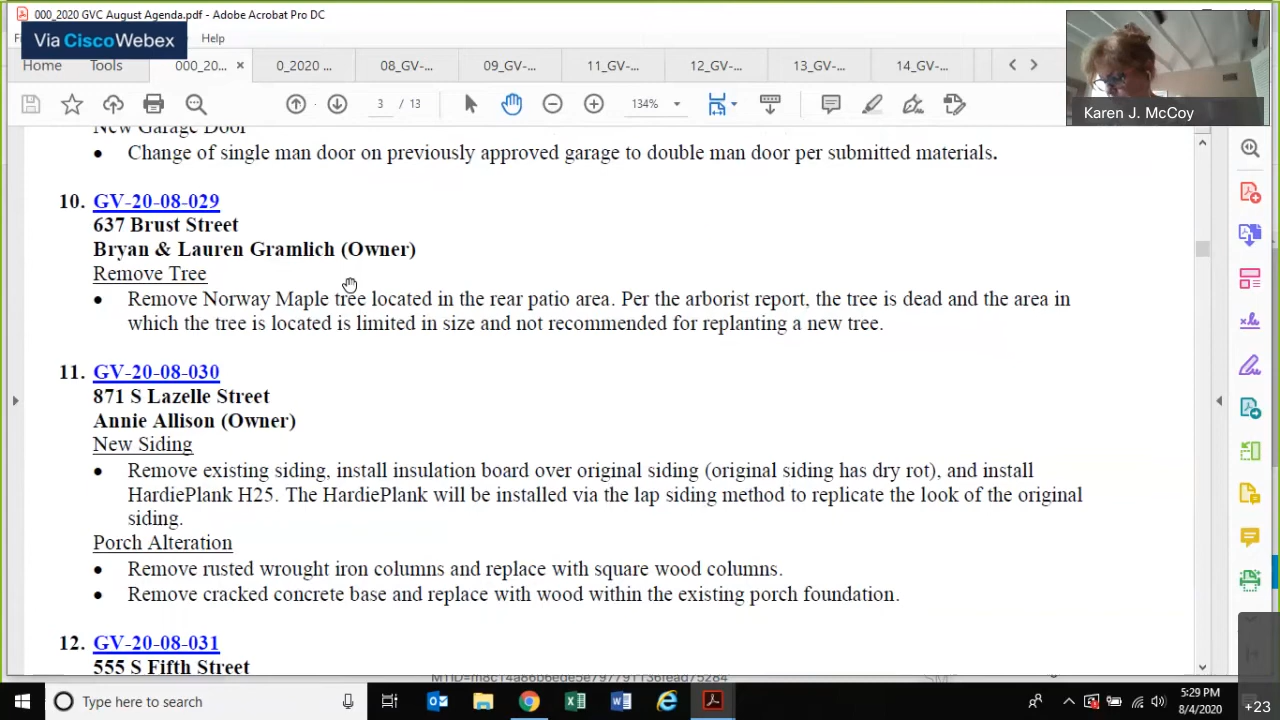 000_2020 GVC August Agenda.pdf - Adobe Acrobat Pro DC
Via Cisco Webex
Help
Home Tools 000_20... × 0_2020 ... 08_GV-... 09_GV-... 11_GV-... 12_GV-... 13_GV-... 14_GV-...
3 / 13 134%
Karen J. McCoy
New Garage Door
• Change of single man door on previously approved garage to double man door per submitted materials.
10. GV-20-08-029
637 Brust Street
Bryan & Lauren Gramlich (Owner)
Remove Tree
• Remove Norway Maple tree located in the rear patio area. Per the arborist report, the tree is dead and the area in
which the tree is located is limited in size and not recommended for replanting a new tree.
11. GV-20-08-030
871 S Lazelle Street
Annie Allison (Owner)
New Siding
• Remove existing siding, install insulation board over original siding (original siding has dry rot), and install
HardiePlank H25. The HardiePlank will be installed via the lap siding method to replicate the look of the original
siding.
Porch Alteration
• Remove rusted wrought iron columns and replace with square wood columns.
• Remove cracked concrete base and replace with wood within the existing porch foundation.
12. GV-20-08-031
555 S Fifth Street
Type here to search
5:29 PM
8/4/2020
+23